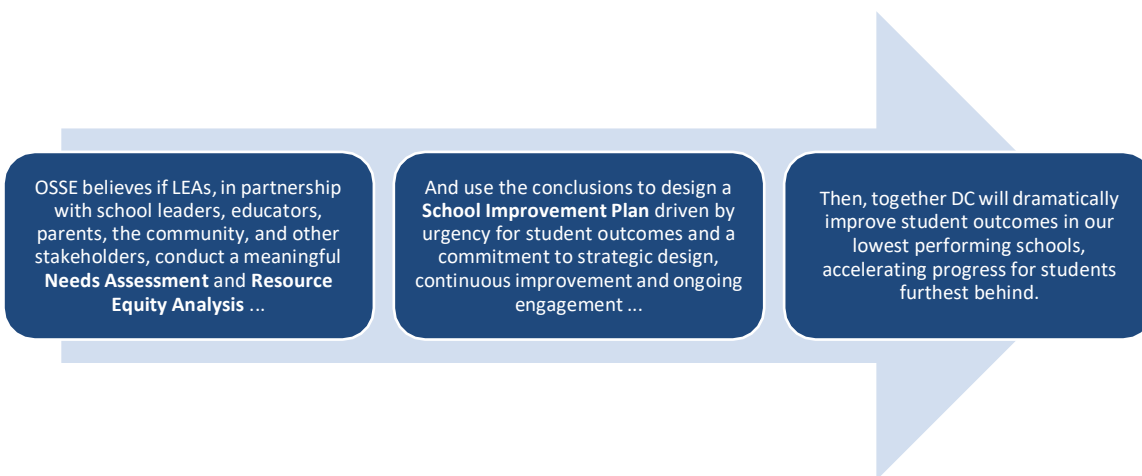 OSSE believes if LEAs, in partnership
with school leaders, educators,
parents, the community, and other
stakeholders, conduct a meaningful
Needs Assessment and Resource
Equity Analysis ...
And use the conclusions to design a
School Improvement Plan driven by
urgency for student outcomes and a
commitment to strategic design,
continuous improvement and ongoing
engagement ...
Then, together DC will dramatically
improve student outcomes in our
lowest performing schools,
accelerating progress for students
furthest behind.